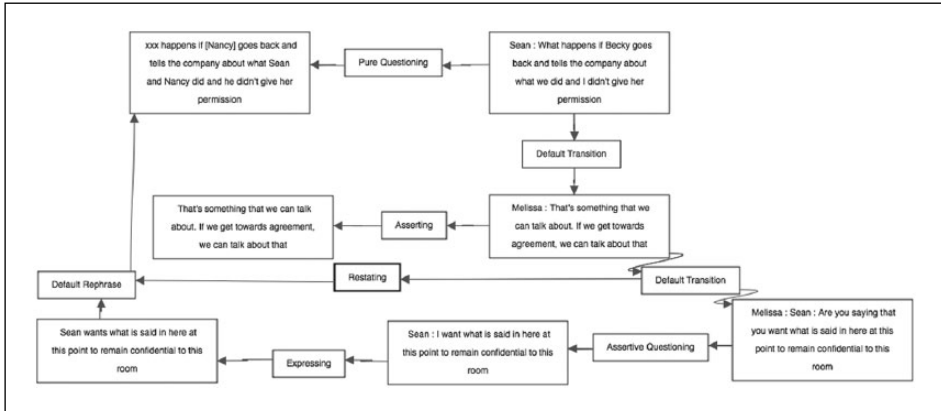 xxx happens if [Nancy] goes back and
tells the company about what Sean
and Nancy did and he didn't give her
permission
Pure Questioning
Sean : What happens if Becky goes
back and tells the company about
what we did and I didn't give her
permission
Default Transition
That's something that we can talk
about. If we get towards agreement,
we can talk about that
Asserting
Melissa : That's something that we
can talk about. If we get towards
agreement, we can talk about that
Default Rephrase
Restating
Default Transition
Sean wants what is said in here at
this point to remain confidential to this
room
Expressing
Sean : I want what is said in here at
this point to remain confidential to this
room
Assertive Questioning
Melissa : Sean : Are you saying that
you want what is said in here at this
point to remain confidential to this
room